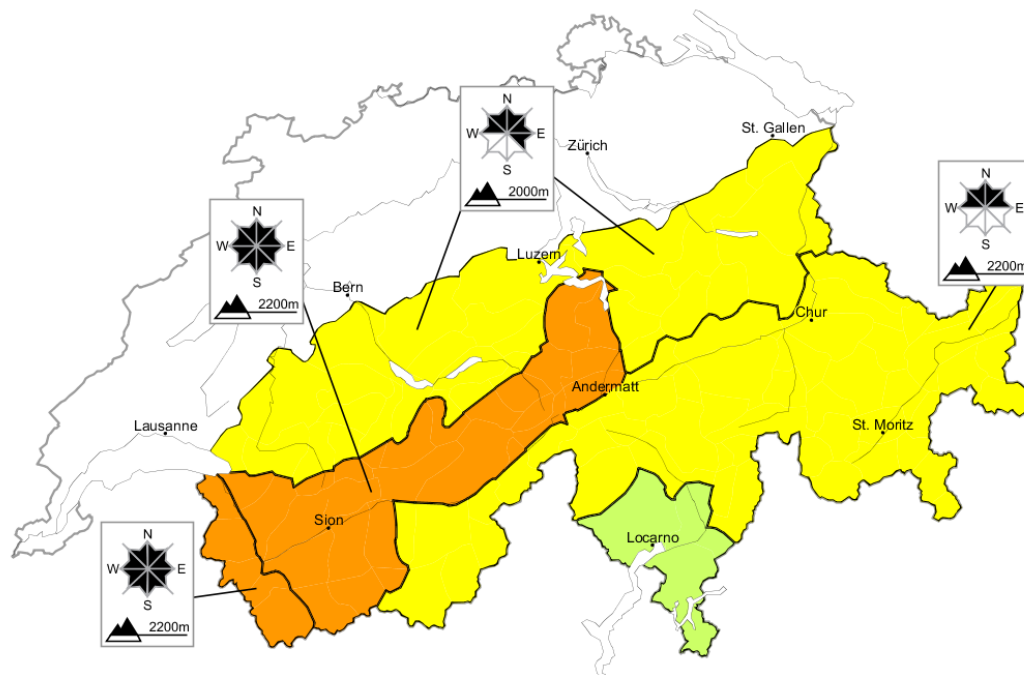 N
W E
S
2000m
St. Gallen
Zürich
N
W E
S
2200m
N
W E
S
2200m
Luzern
Bern
Chur
Andermatt
Lausanne
St. Moritz
Sion
Locarno
N
W E
S
2200m